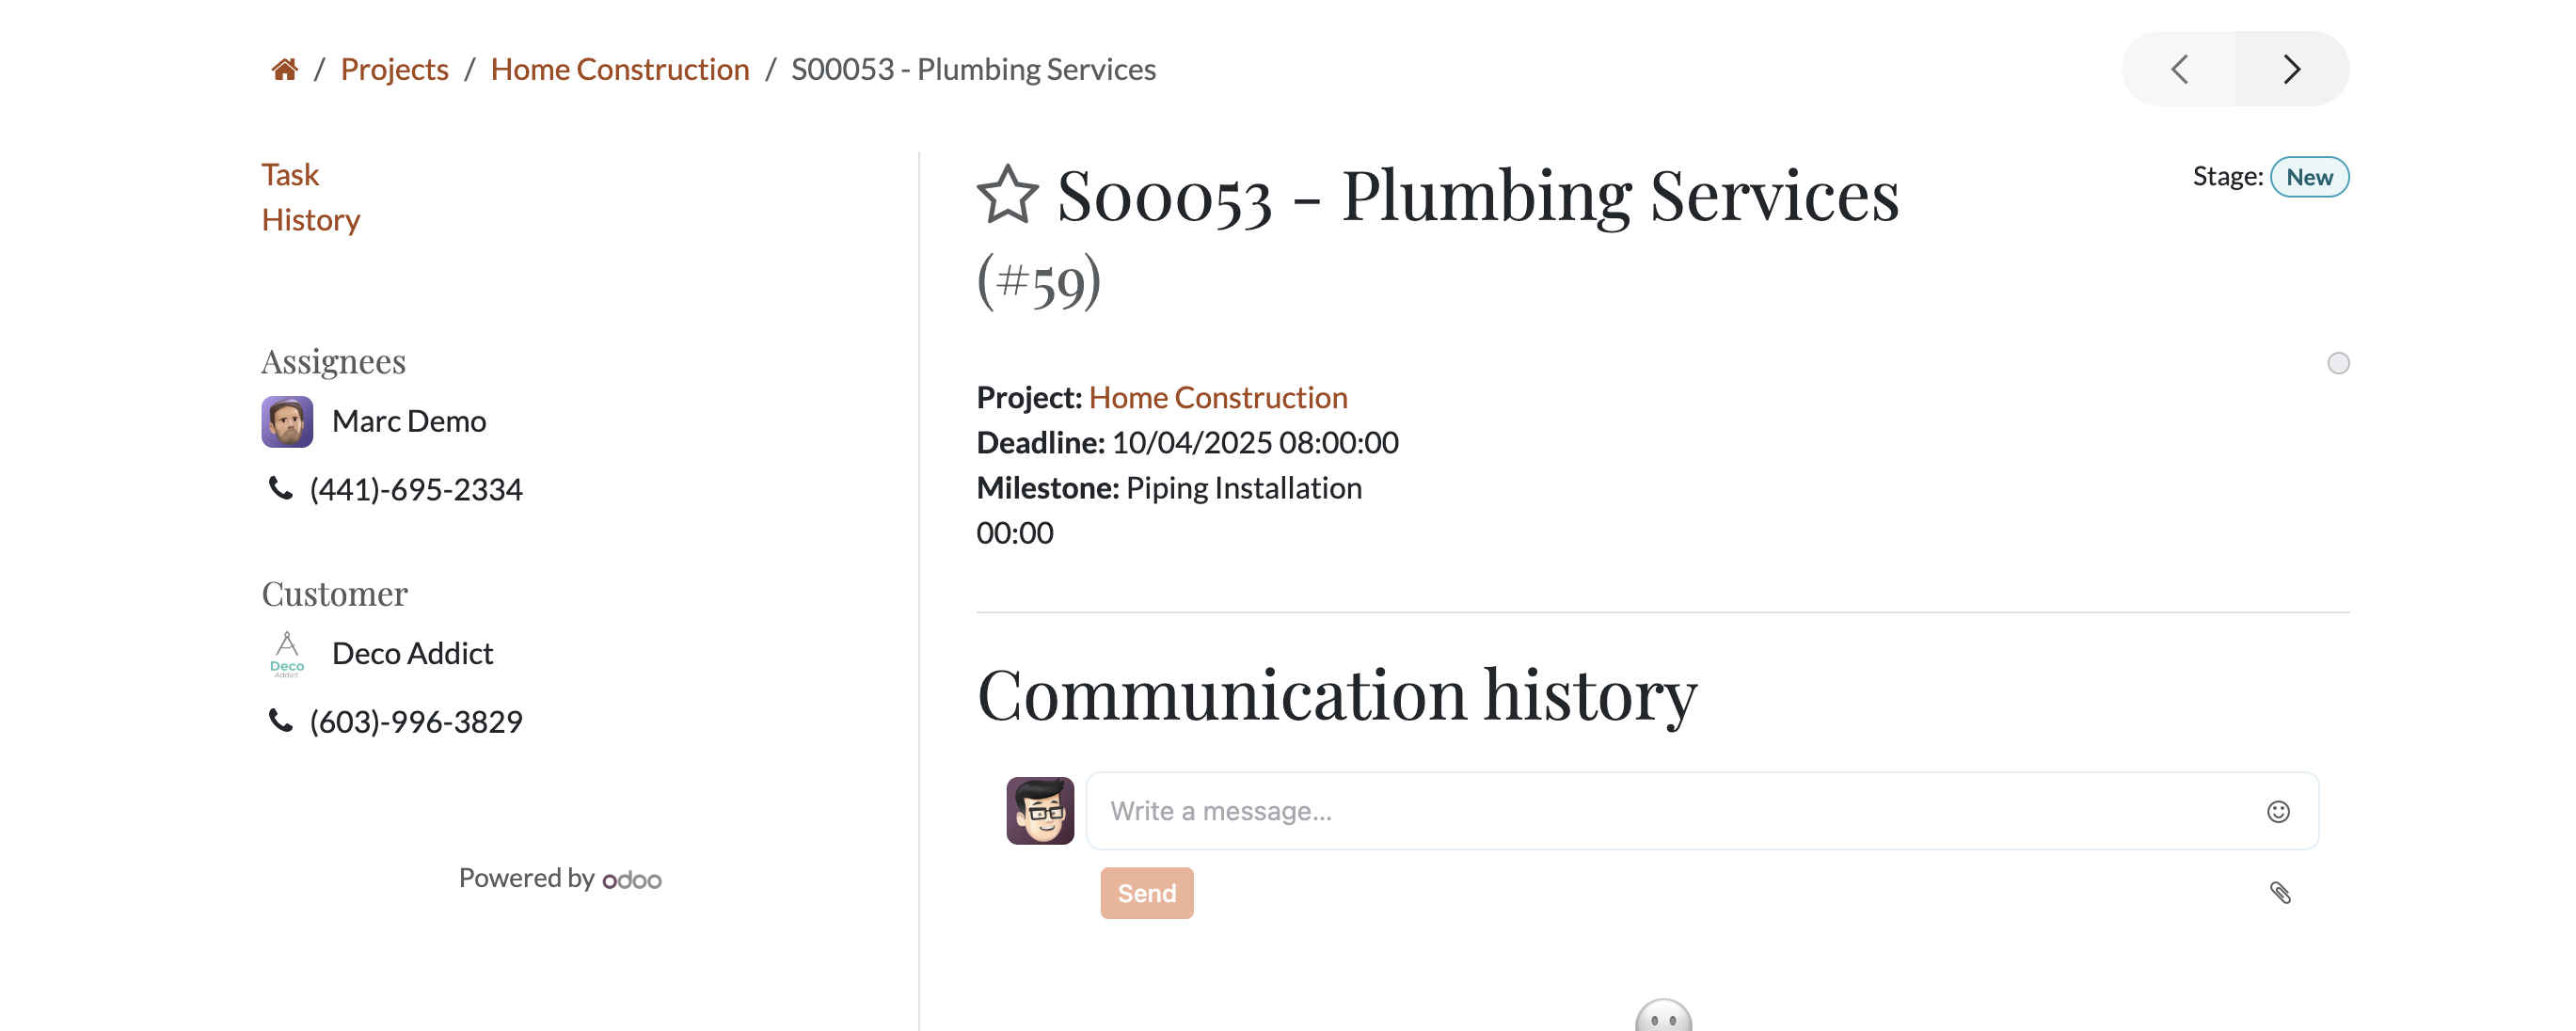 / Projects / Home Construction / S00053 - Plumbing Services
Task
History
Assignees
Marc Demo
(441)-695-2334
Customer
Deco Addict
Deco
Addict
(603)-996-3829
Powered by odoo
S00053 - Plumbing Services
(#59)
Stage: New
Project: Home Construction
Deadline: 10/04/2025 08:00:00
Milestone: Piping Installation
00:00
Communication history
Write a message...
Send